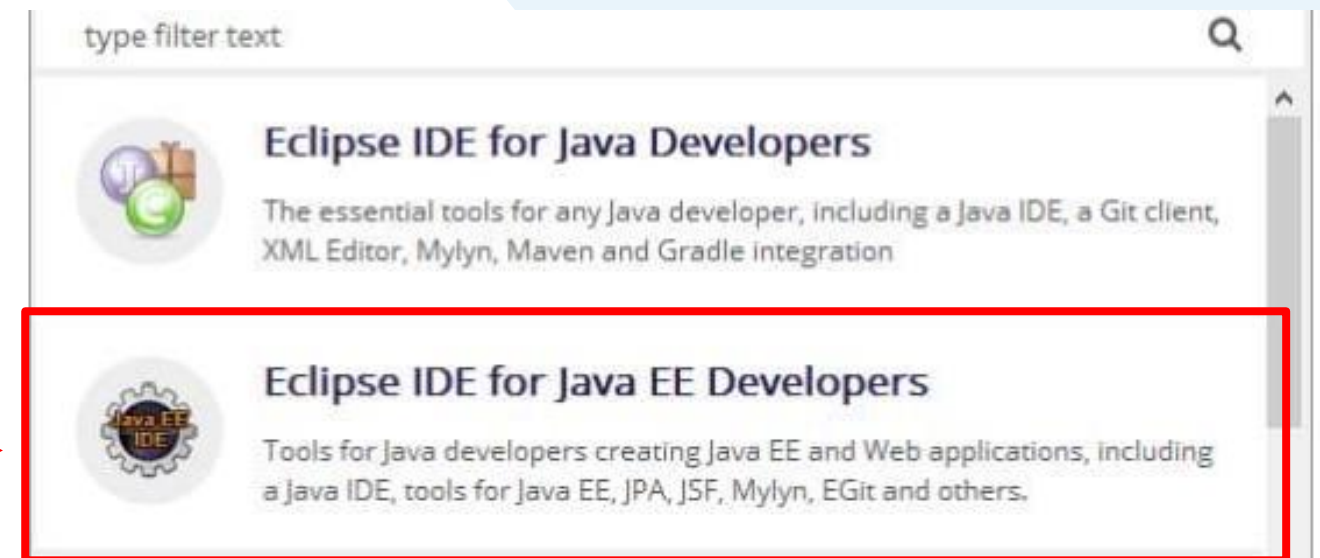 type filter text
Eclipse IDE for Java Developers
The essential tools for any Java developer, including a Java IDE, a Git client,
XML Editor, Mylyn, Maven and Gradle integration
Eclipse IDE for Java EE Developers
Java EE
IDE
Tools for Java developers creating Java EE and Web applications, including
a Java IDE, tools for Java EE, JPA, JSF, Mylyn, EGit and others.